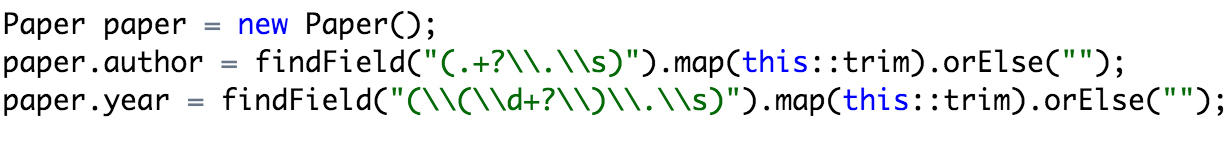 Paper paper = new Paper();
paper.author = findField("(.+?\\.\\s)").map(this::trim).orElse("");
paper.year = findField("(\\(\\d+?\\)\\.\\s)").map(this::trim).orElse("");